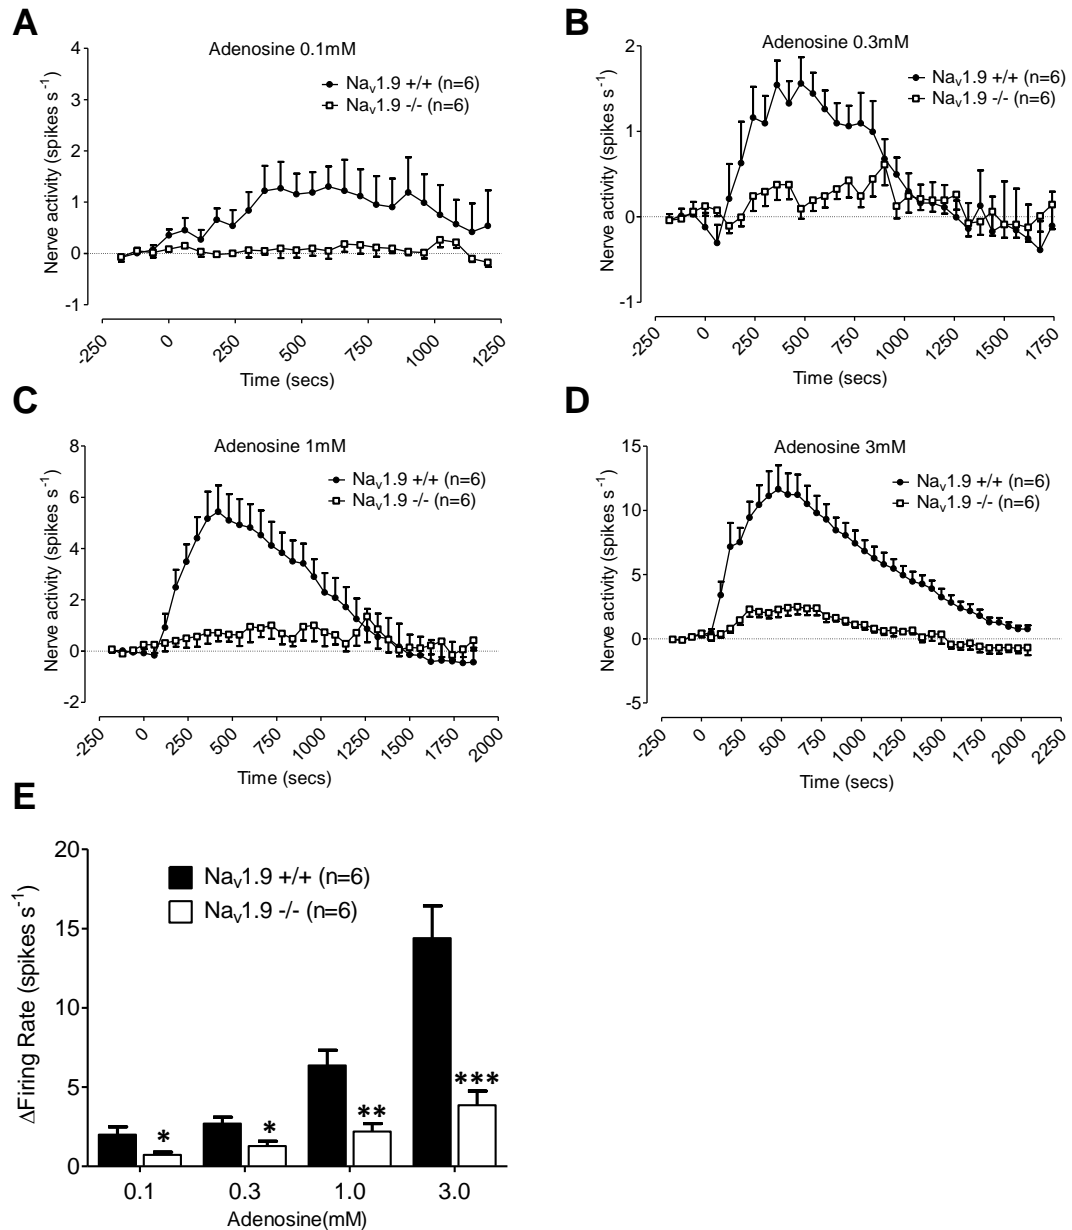 A
Adenosine 0.1mM
Nerve activity (spikes s⁻¹)
4
3
2
1
0
-1
Naᵥ1.9 +/+ (n=6)
Naᵥ1.9 -/- (n=6)
-250 0 250 500 750 1000 1250
Time (secs)
B
Adenosine 0.3mM
Nerve activity (spikes s⁻¹)
2
1
0
-1
Naᵥ1.9 +/+ (n=6)
Naᵥ1.9 -/- (n=6)
-250 0 250 500 750 1000 1250 1500 1750
Time (secs)
C
Adenosine 1mM
Nerve activity (spikes s⁻¹)
8
6
4
2
0
-2
Naᵥ1.9 +/+ (n=6)
Naᵥ1.9 -/- (n=6)
-250 0 250 500 750 1000 1250 1500 1750 2000
Time (secs)
D
Adenosine 3mM
Nerve activity (spikes s⁻¹)
15
10
5
0
-5
Naᵥ1.9 +/+ (n=6)
Naᵥ1.9 -/- (n=6)
-250 0 250 500 750 1000 1250 1500 1750 2000 2250
Time (secs)
E
ΔFiring Rate (spikes s⁻¹)
20
15
10
5
0
Naᵥ1.9 +/+ (n=6)
Naᵥ1.9 -/- (n=6)
* * ** ***
0.1 0.3 1.0 3.0
Adenosine(mM)